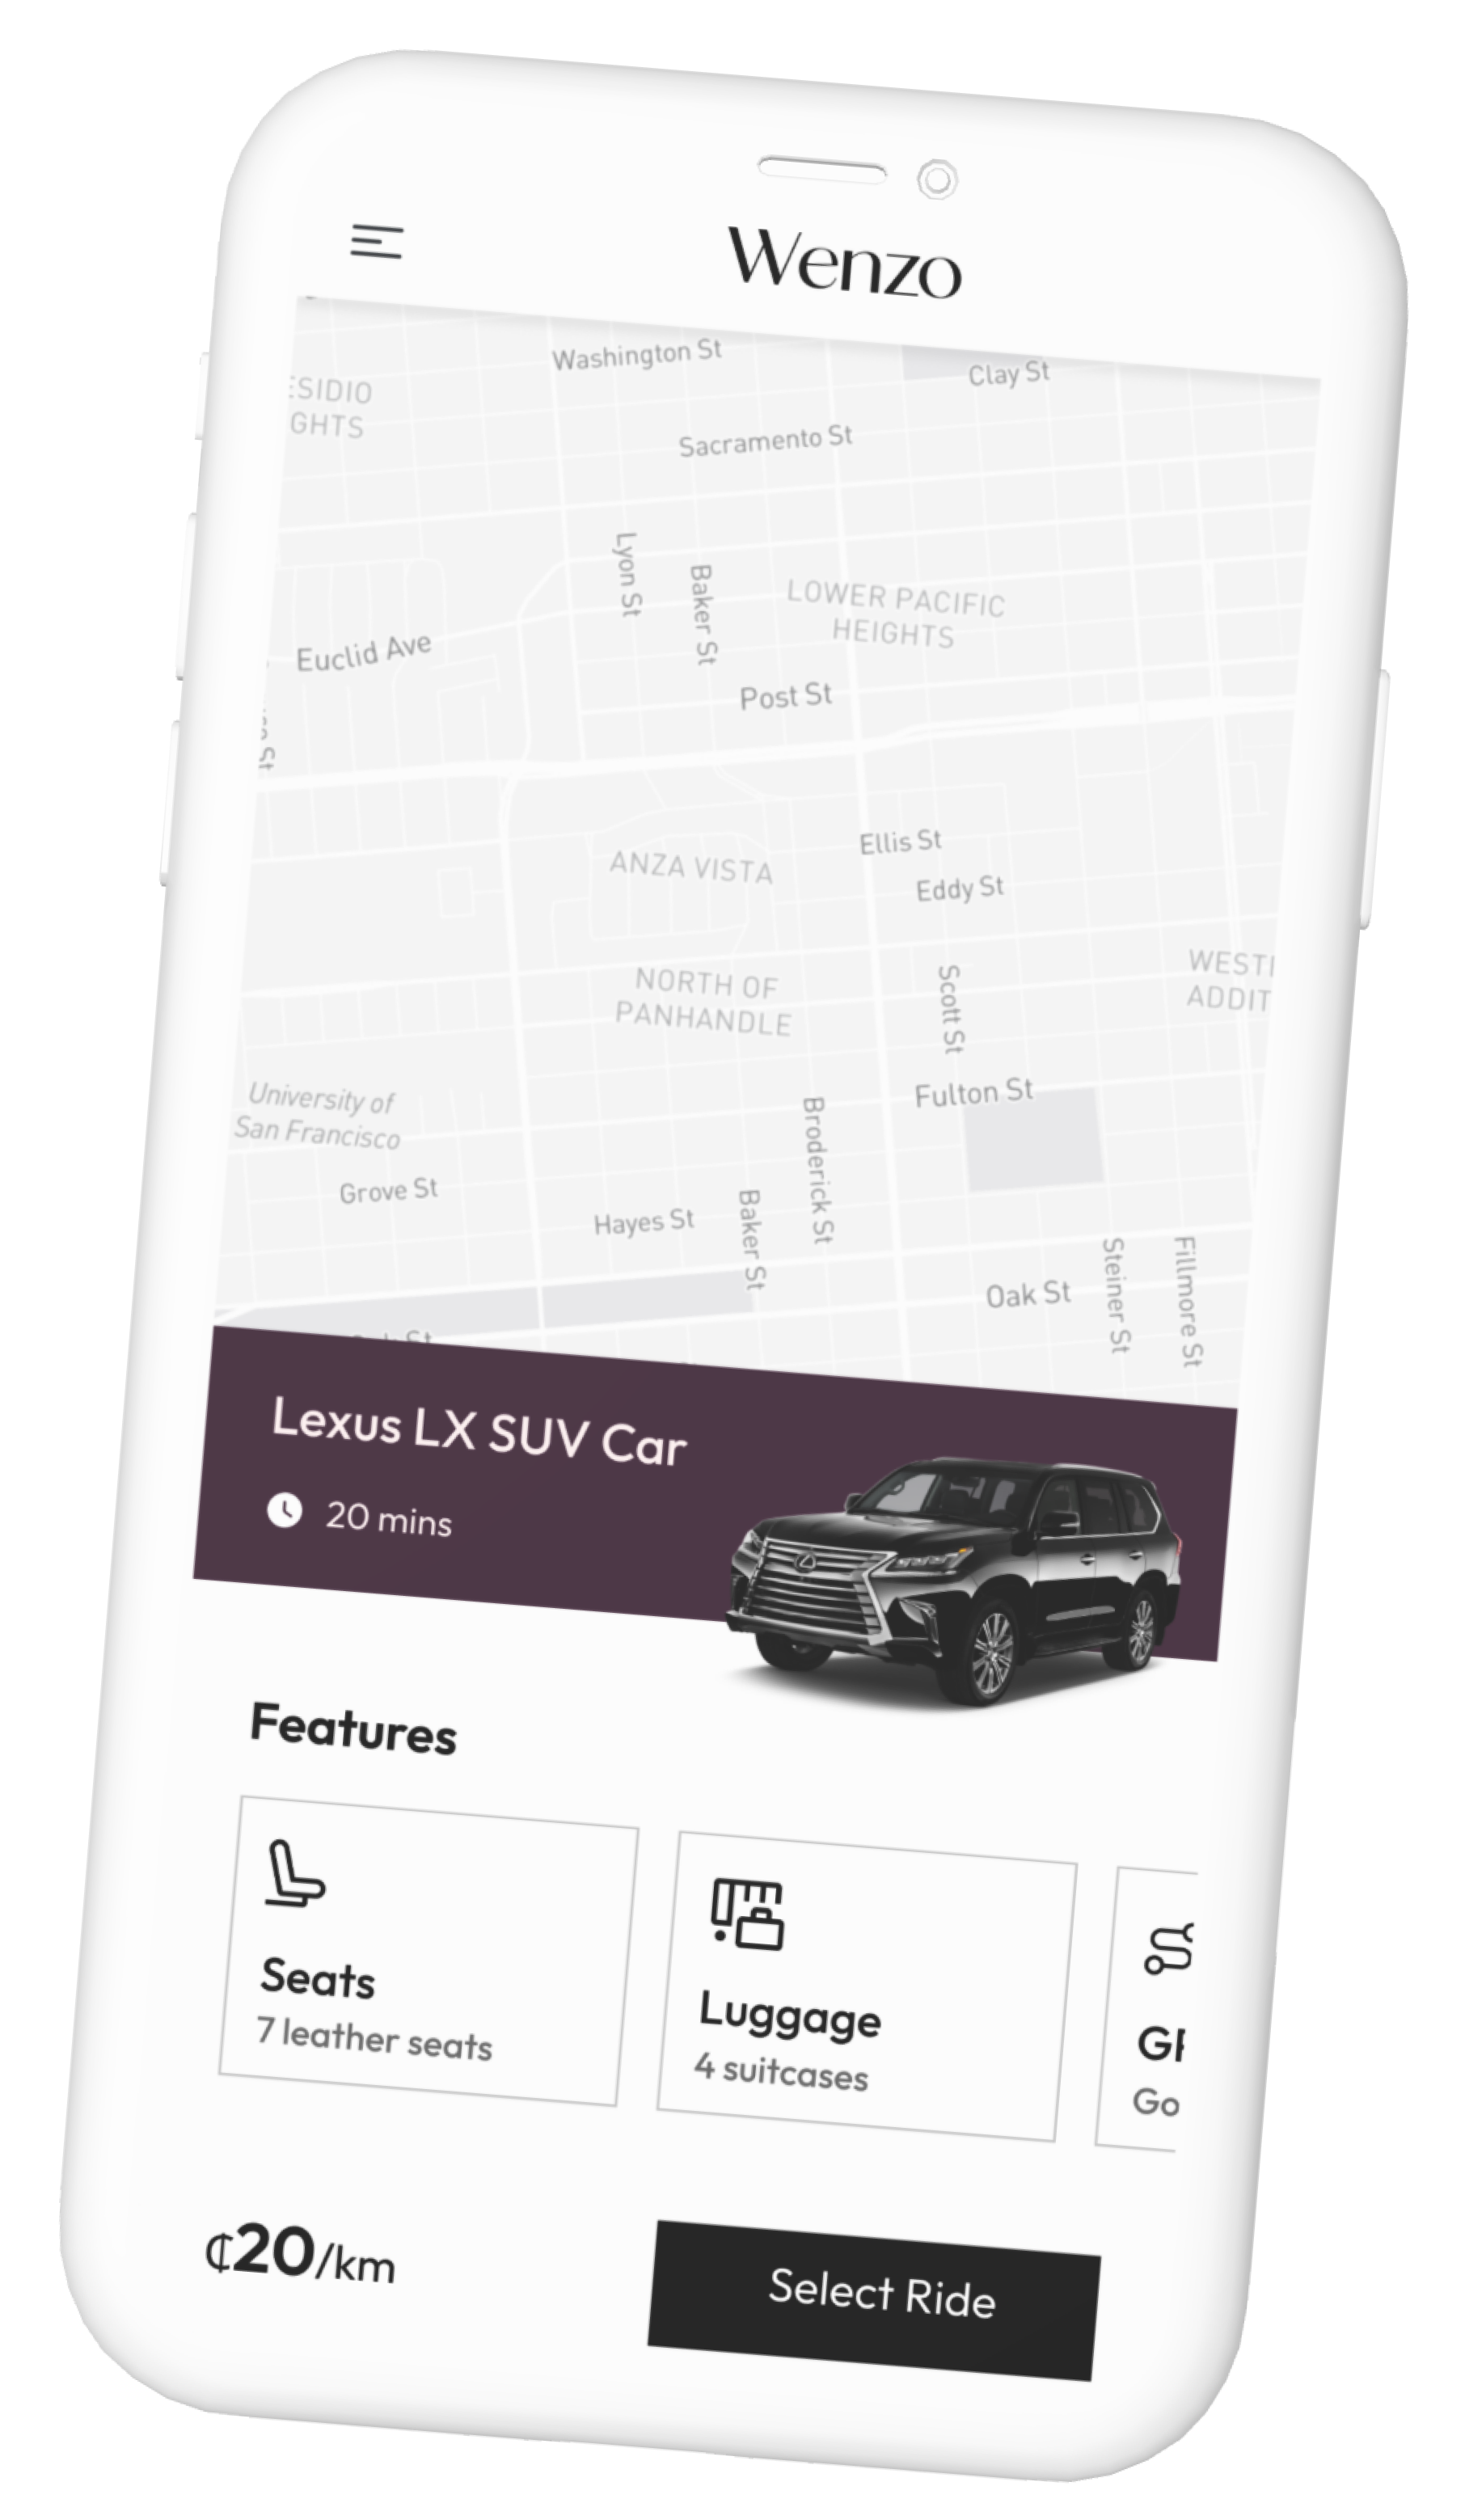 Wenzo
Washington St
Clay St
ESIDIO
GHTS
Sacramento St
Lyon St
Baker St
LOWER PACIFIC
HEIGHTS
Euclid Ave
Post St
St
Ellis St
ANZA VISTA
Eddy St
NORTH OF
PANHANDLE
Scott St
WESTE
ADDIT
University of
San Francisco
Fulton St
Broderick St
Grove St
Hayes St
Baker St
Oak St
Steiner St
Fillmore St
Lexus LX SUV Car
20 mins
Features
Seats
7 leather seats
Luggage
4 suitcases
Go
₵20/km
Select Ride